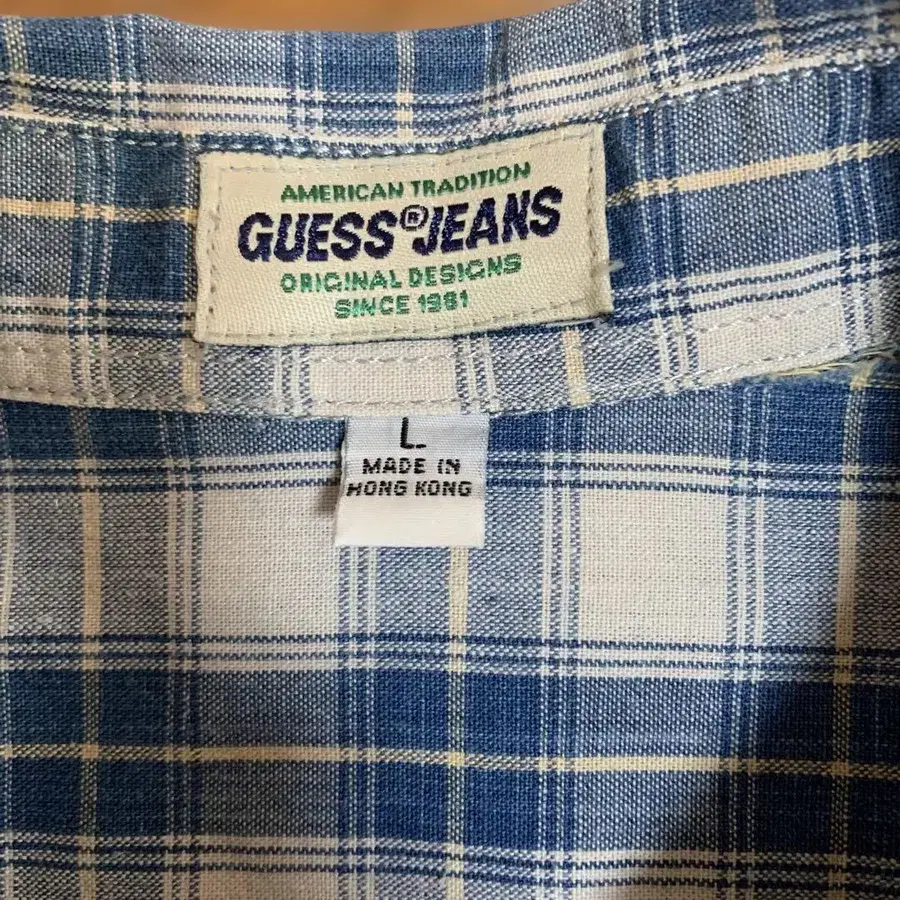 AMERICAN TRADITION
GUESS®JEANS
ORIGINAL DESIGNS
SINCE 1981
L
MADE IN
HONG KONG